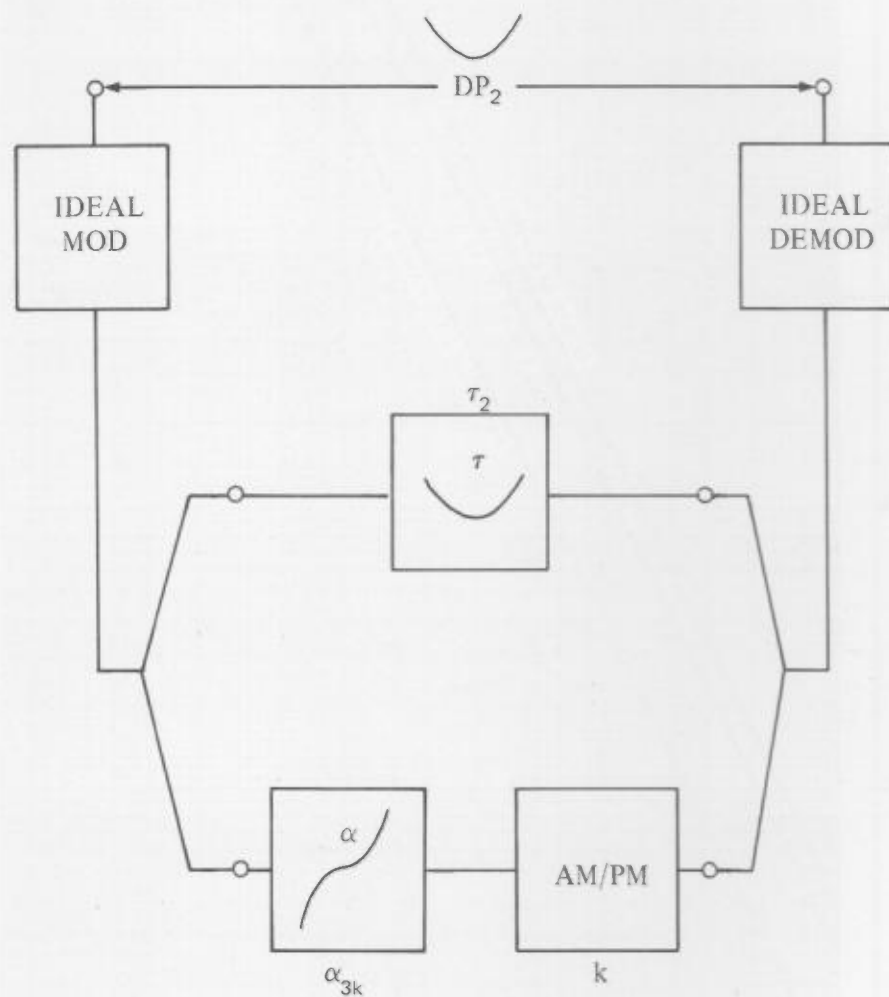 DP₂
IDEAL
MOD
IDEAL
DEMOD
τ₂
τ
α
AM/PM
α₃ₖ
k